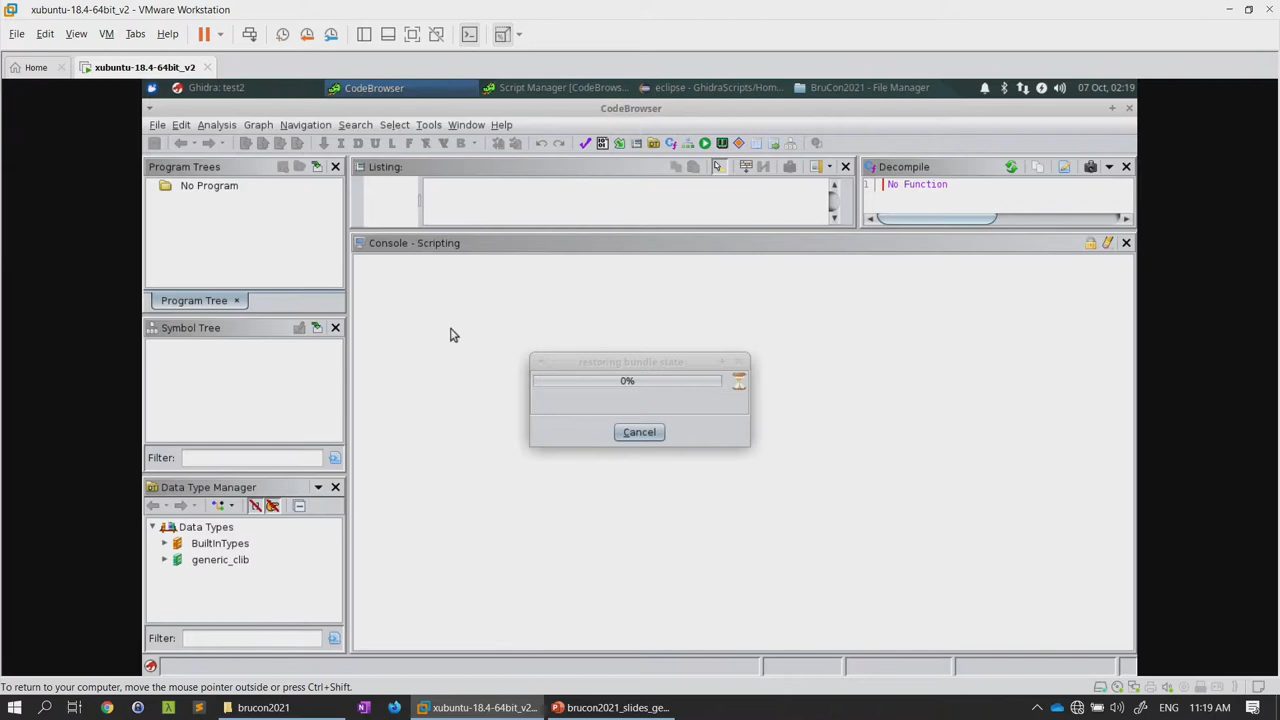 xubuntu-18.4-64bit_v2 - VMware Workstation
File Edit View VM Tabs Help
Home xubuntu-18.4-64bit_v2
Ghidra: test2 CodeBrowser Script Manager [CodeBrows... eclipse - GhidraScripts/Hom... BruCon2021 - File Manager 07 Oct, 02:19
CodeBrowser
File Edit Analysis Graph Navigation Search Select Tools Window Help
I D U L F V B
Program Trees Listing: Decompile
No Program
1 No Function
Console - Scripting
Program Tree
Symbol Tree
restoring bundle state
0%
Cancel
Filter:
Data Type Manager
Data Types
BuiltInTypes
generic_clib
Filter:
To return to your computer, move the mouse pointer outside or press Ctrl+Shift.
brucon2021 xubuntu-18.4-64bit_v2... brucon2021_slides_ge... ENG 11:19 AM